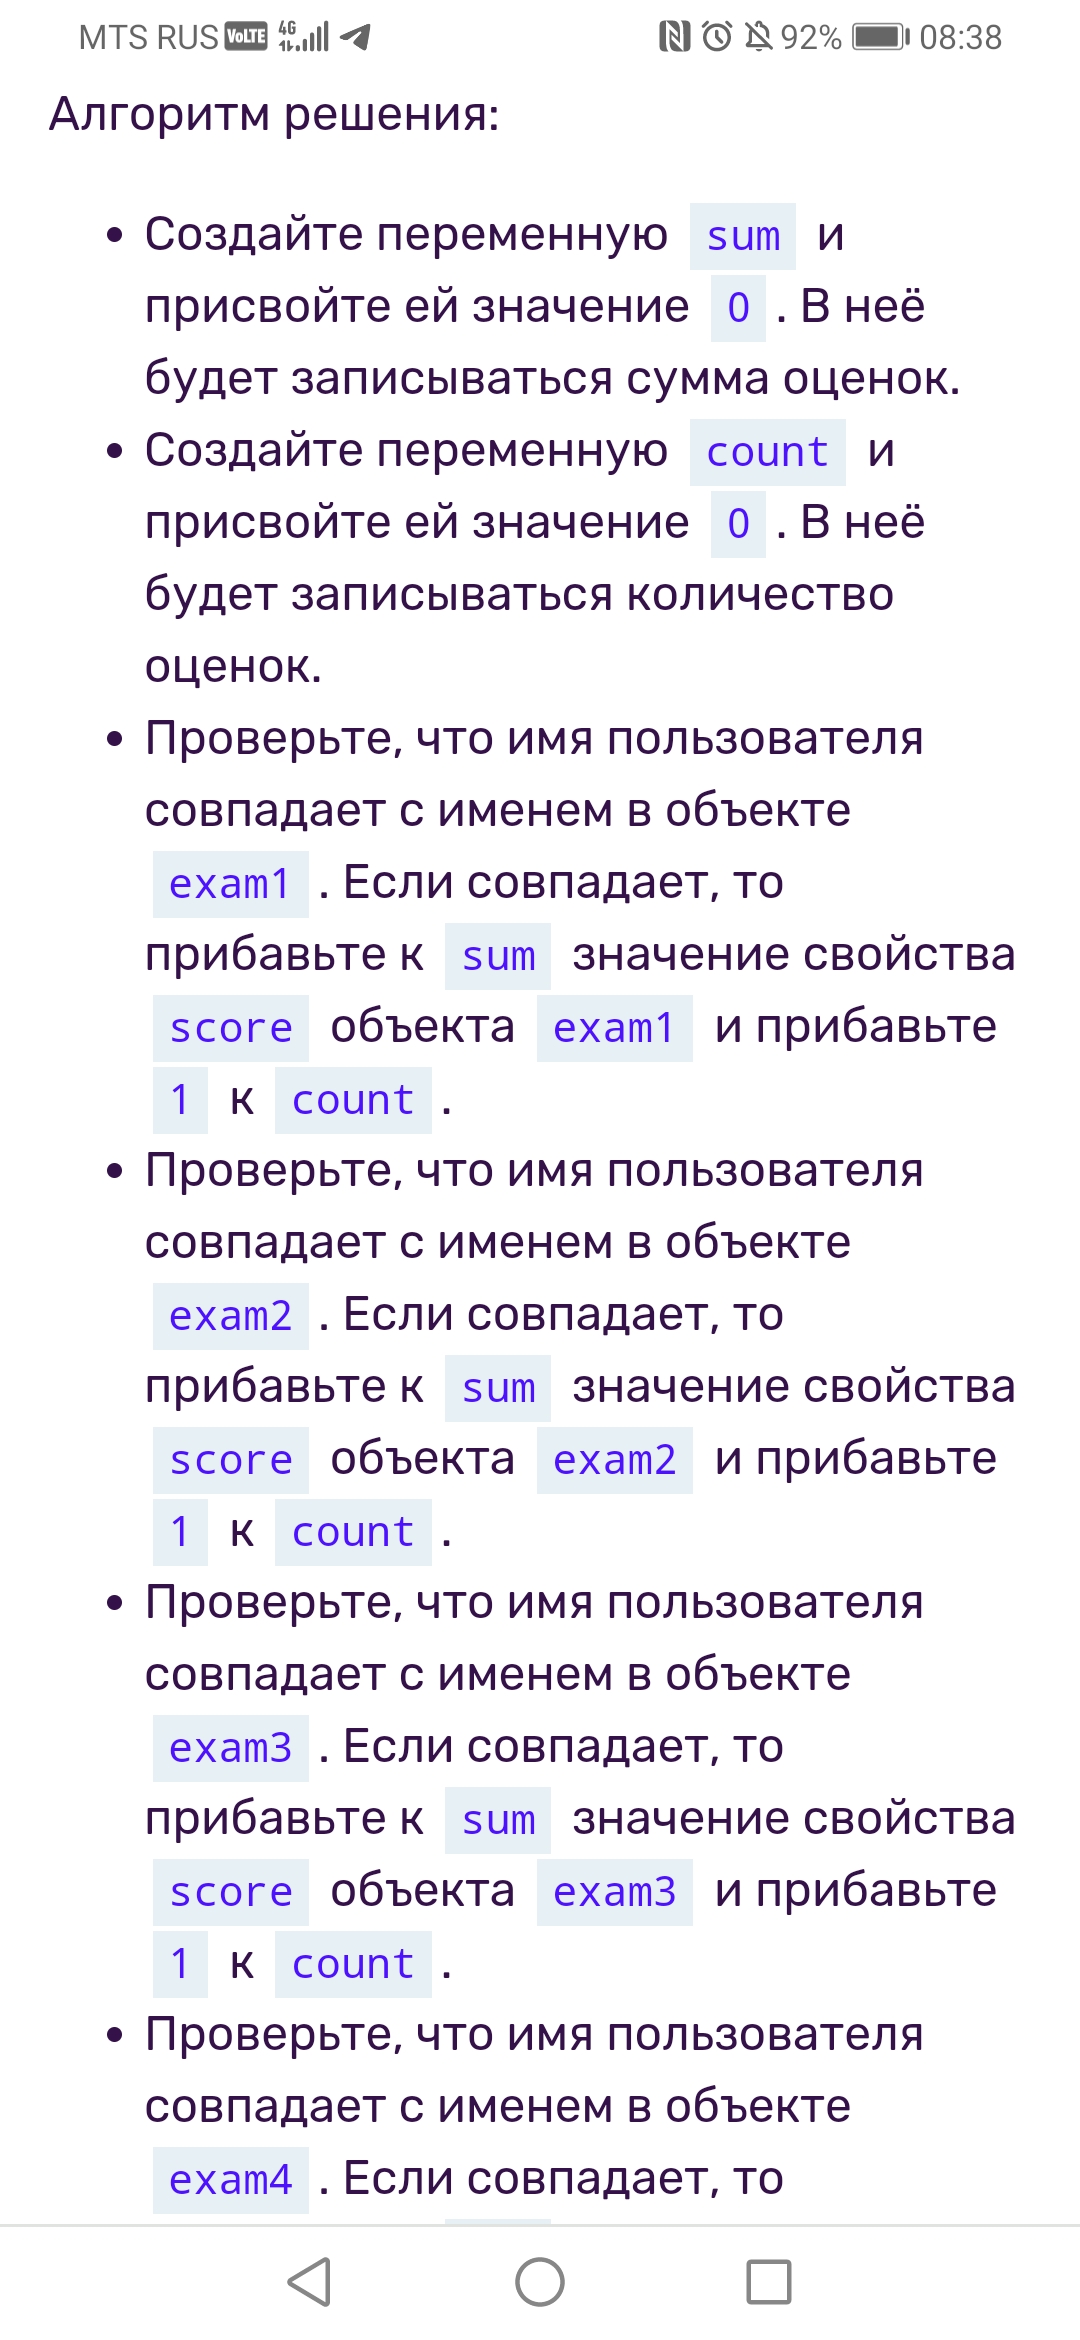 MTS RUS VoLTE 4G 92% 08:38
Алгоритм решения:
• Создайте переменную sum и
присвойте ей значение 0 . В неё
будет записываться сумма оценок.
• Создайте переменную count и
присвойте ей значение 0 . В неё
будет записываться количество
оценок.
• Проверьте, что имя пользователя
совпадает с именем в объекте
exam1 . Если совпадает, то
прибавьте к sum значение свойства
score объекта exam1 и прибавьте
1 к count .
• Проверьте, что имя пользователя
совпадает с именем в объекте
exam2 . Если совпадает, то
прибавьте к sum значение свойства
score объекта exam2 и прибавьте
1 к count .
• Проверьте, что имя пользователя
совпадает с именем в объекте
exam3 . Если совпадает, то
прибавьте к sum значение свойства
score объекта exam3 и прибавьте
1 к count .
• Проверьте, что имя пользователя
совпадает с именем в объекте
exam4 . Если совпадает, то